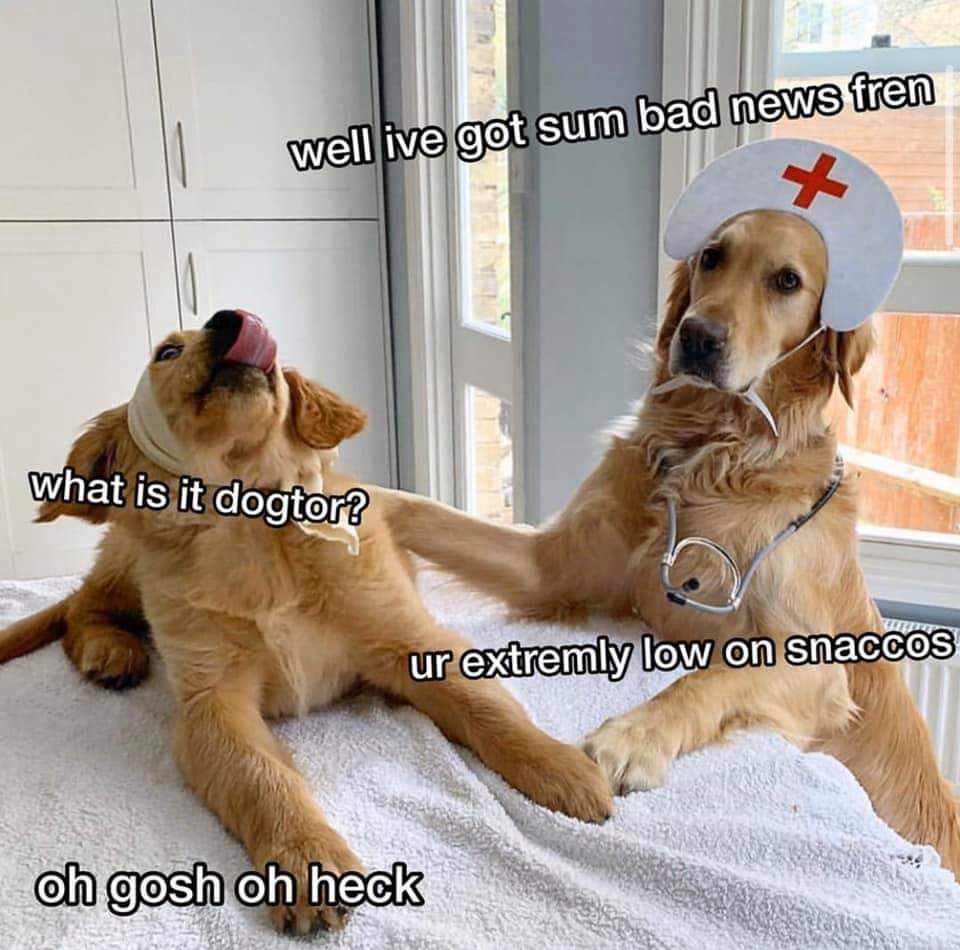 well ive got sum bad news fren
what is it dogtor?
ur extremly low on snaccos
oh gosh oh heck